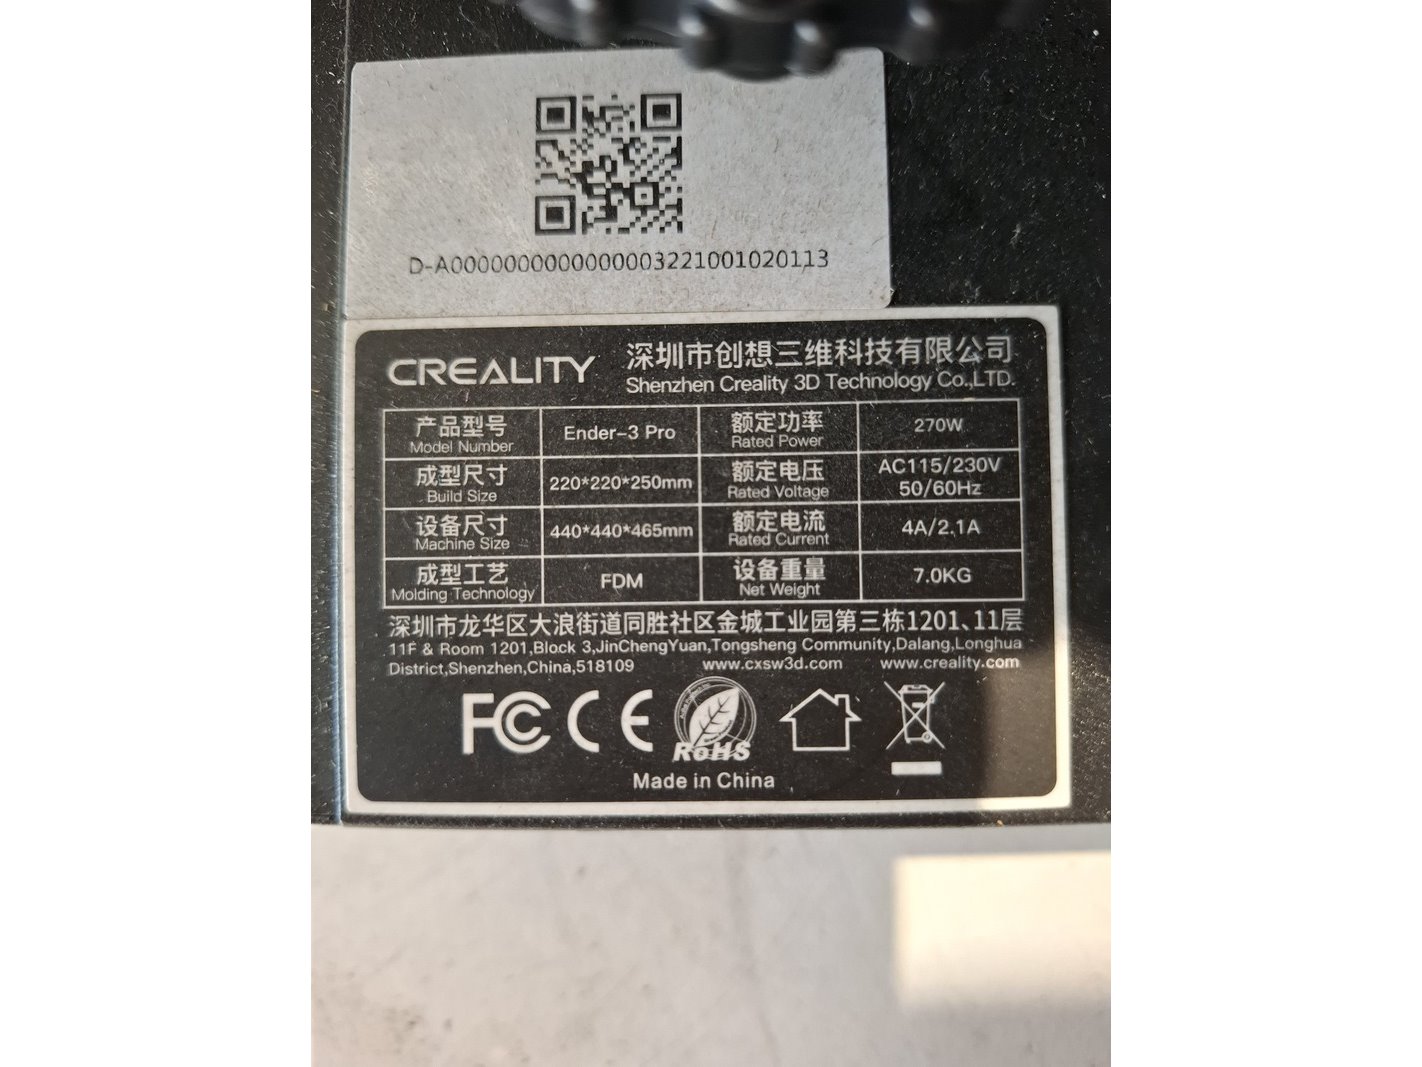 D-A0000000000000003221001020113
CREALITY
深圳市创想三维科技有限公司
Shenzhen Creality 3D Technology Co.,LTD.
产品型号 Ender-3 Pro 额定功率 270W
Model Number Rated Power
成型尺寸 220*220*250mm 额定电压 AC115/230V
Build Size Rated Voltage 50/60Hz
设备尺寸 440*440*465mm 额定电流 4A/2.1A
Machine Size Rated Current
成型工艺 FDM 设备重量 7.0KG
Molding Technology Net Weight
深圳市龙华区大浪街道同胜社区金城工业园第三栋1201、11层
11F & Room 1201,Block 3,JinChengYuan,Tongsheng Community,Dalang,Longhua
District,Shenzhen,China,518109 www.cxsw3d.com www.creality.com
FC CE RoHS
Made in China